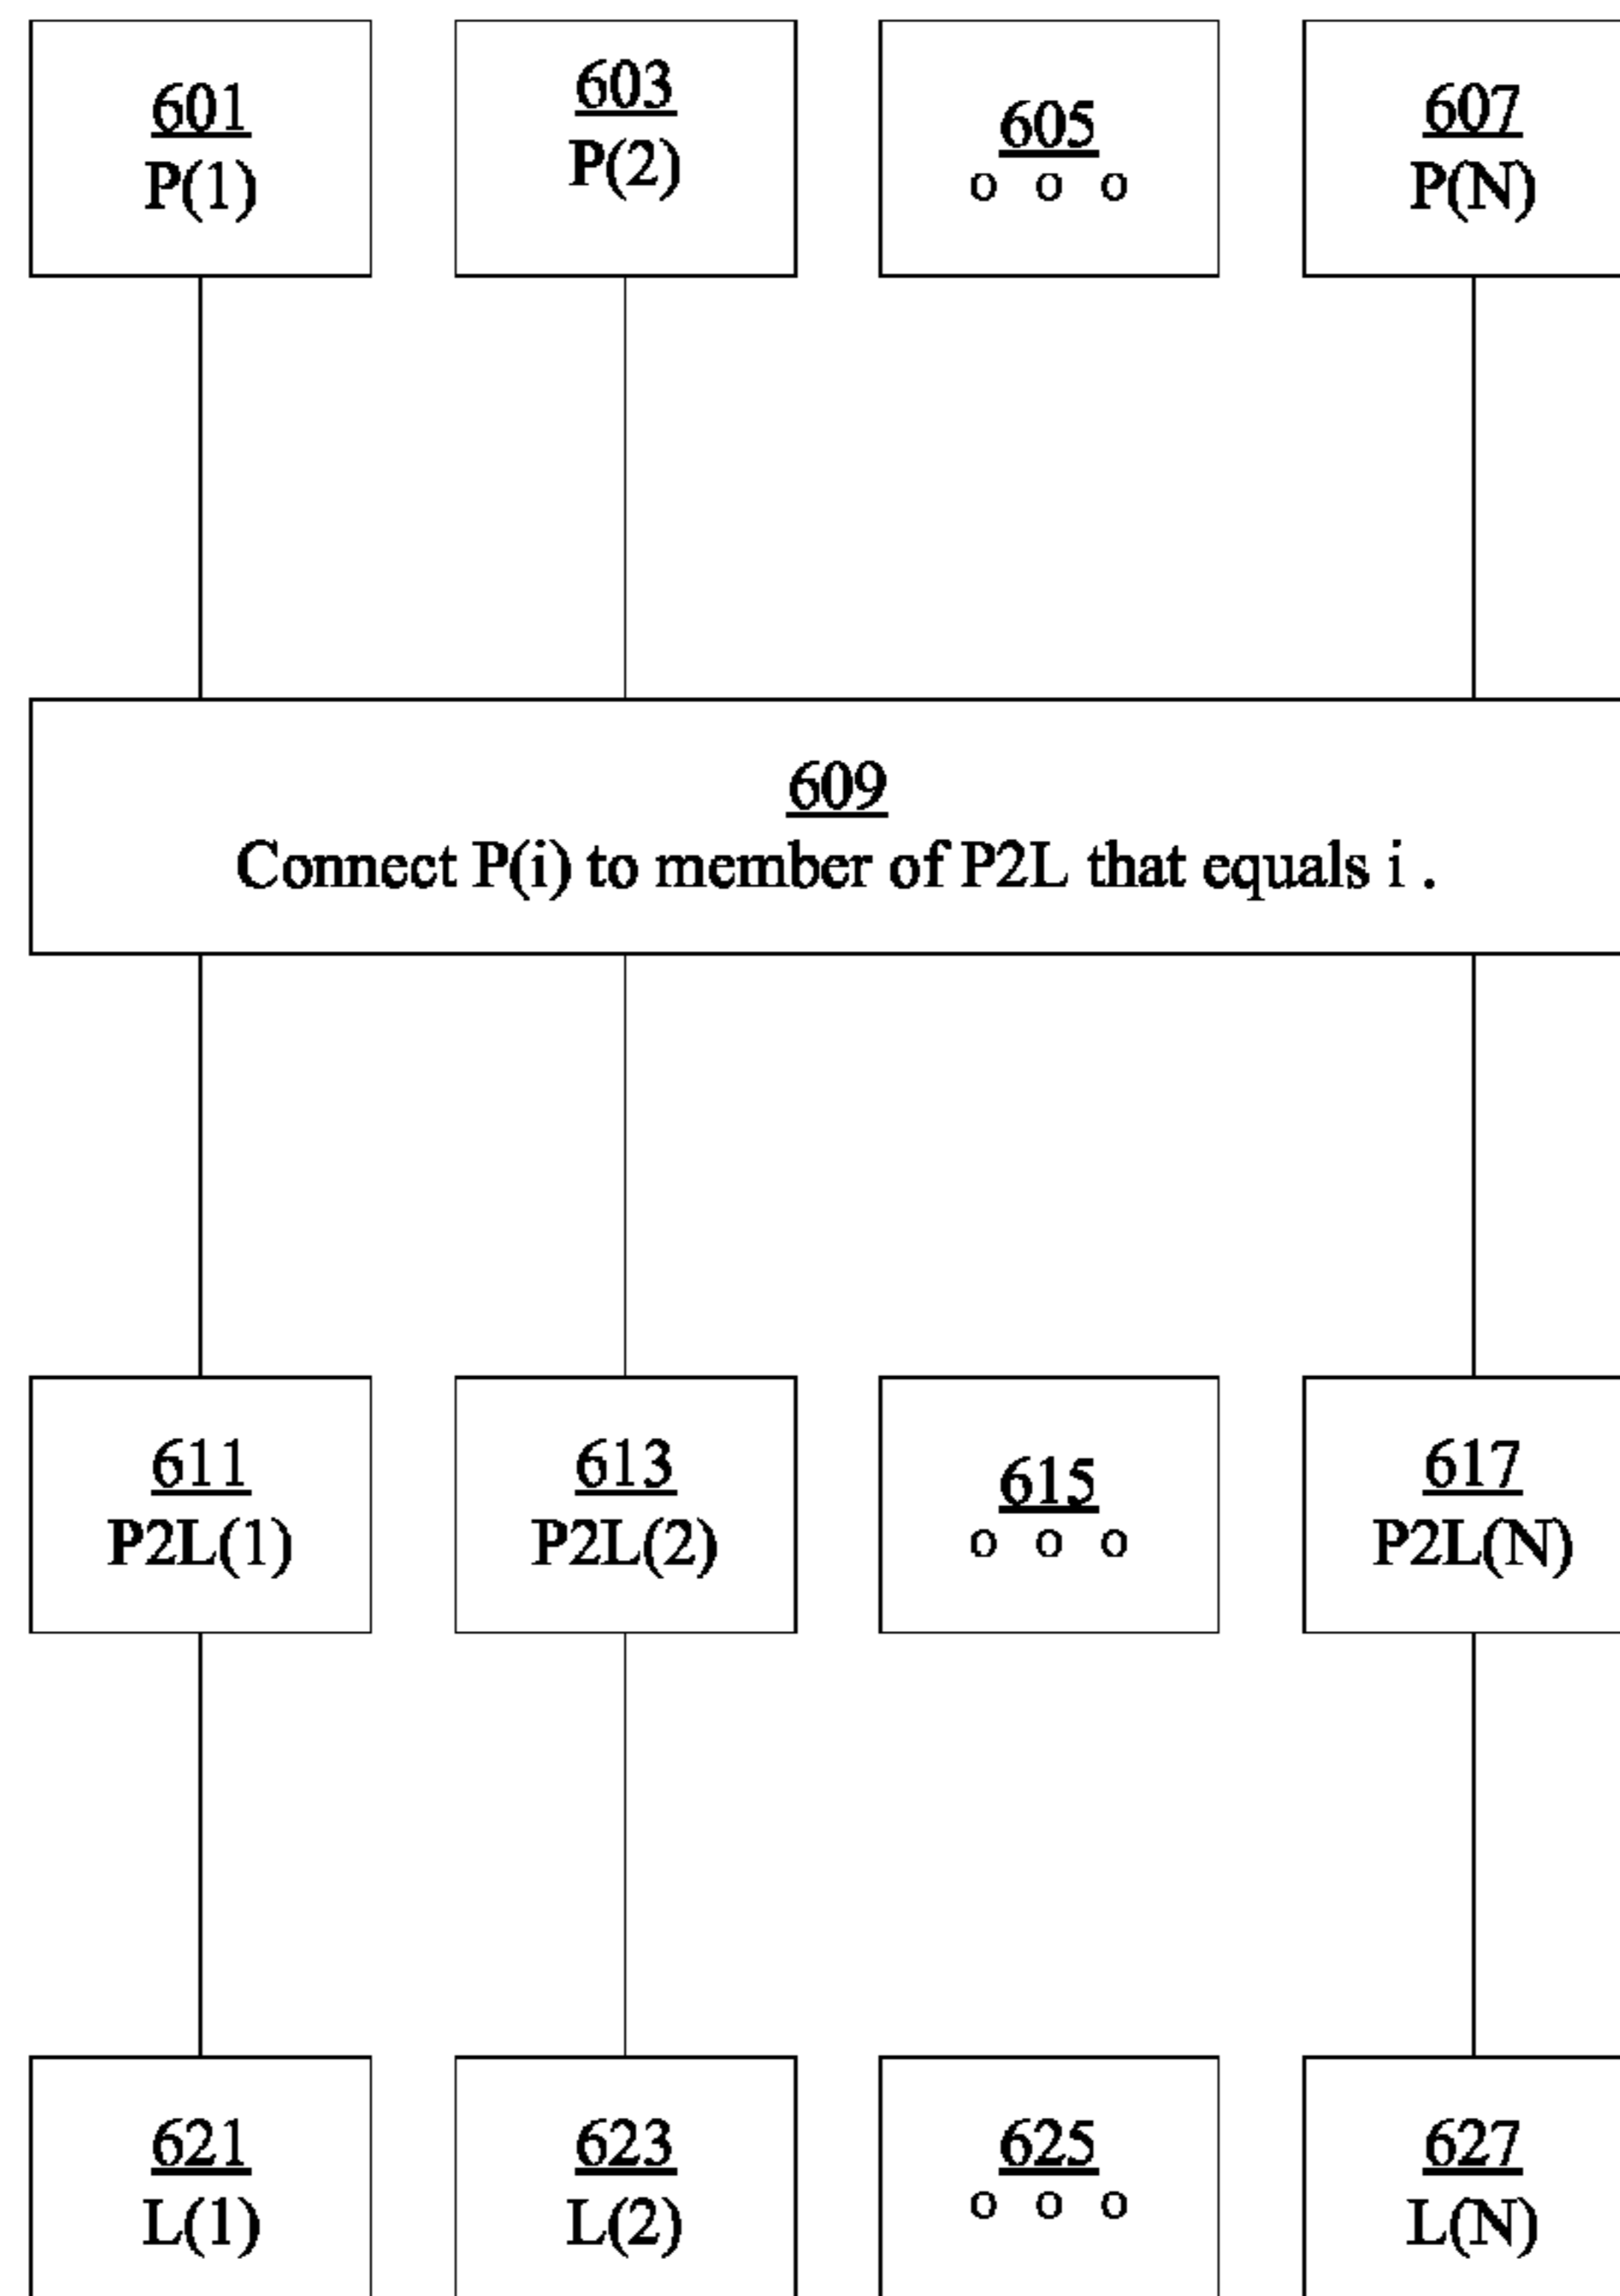 601
P(1)
603
P(2)
605
o o o
607
P(N)
609
Connect P(i) to member of P2L that equals i .
611
P2L(1)
613
P2L(2)
615
o o o
617
P2L(N)
621
L(1)
623
L(2)
625
o o o
627
L(N)